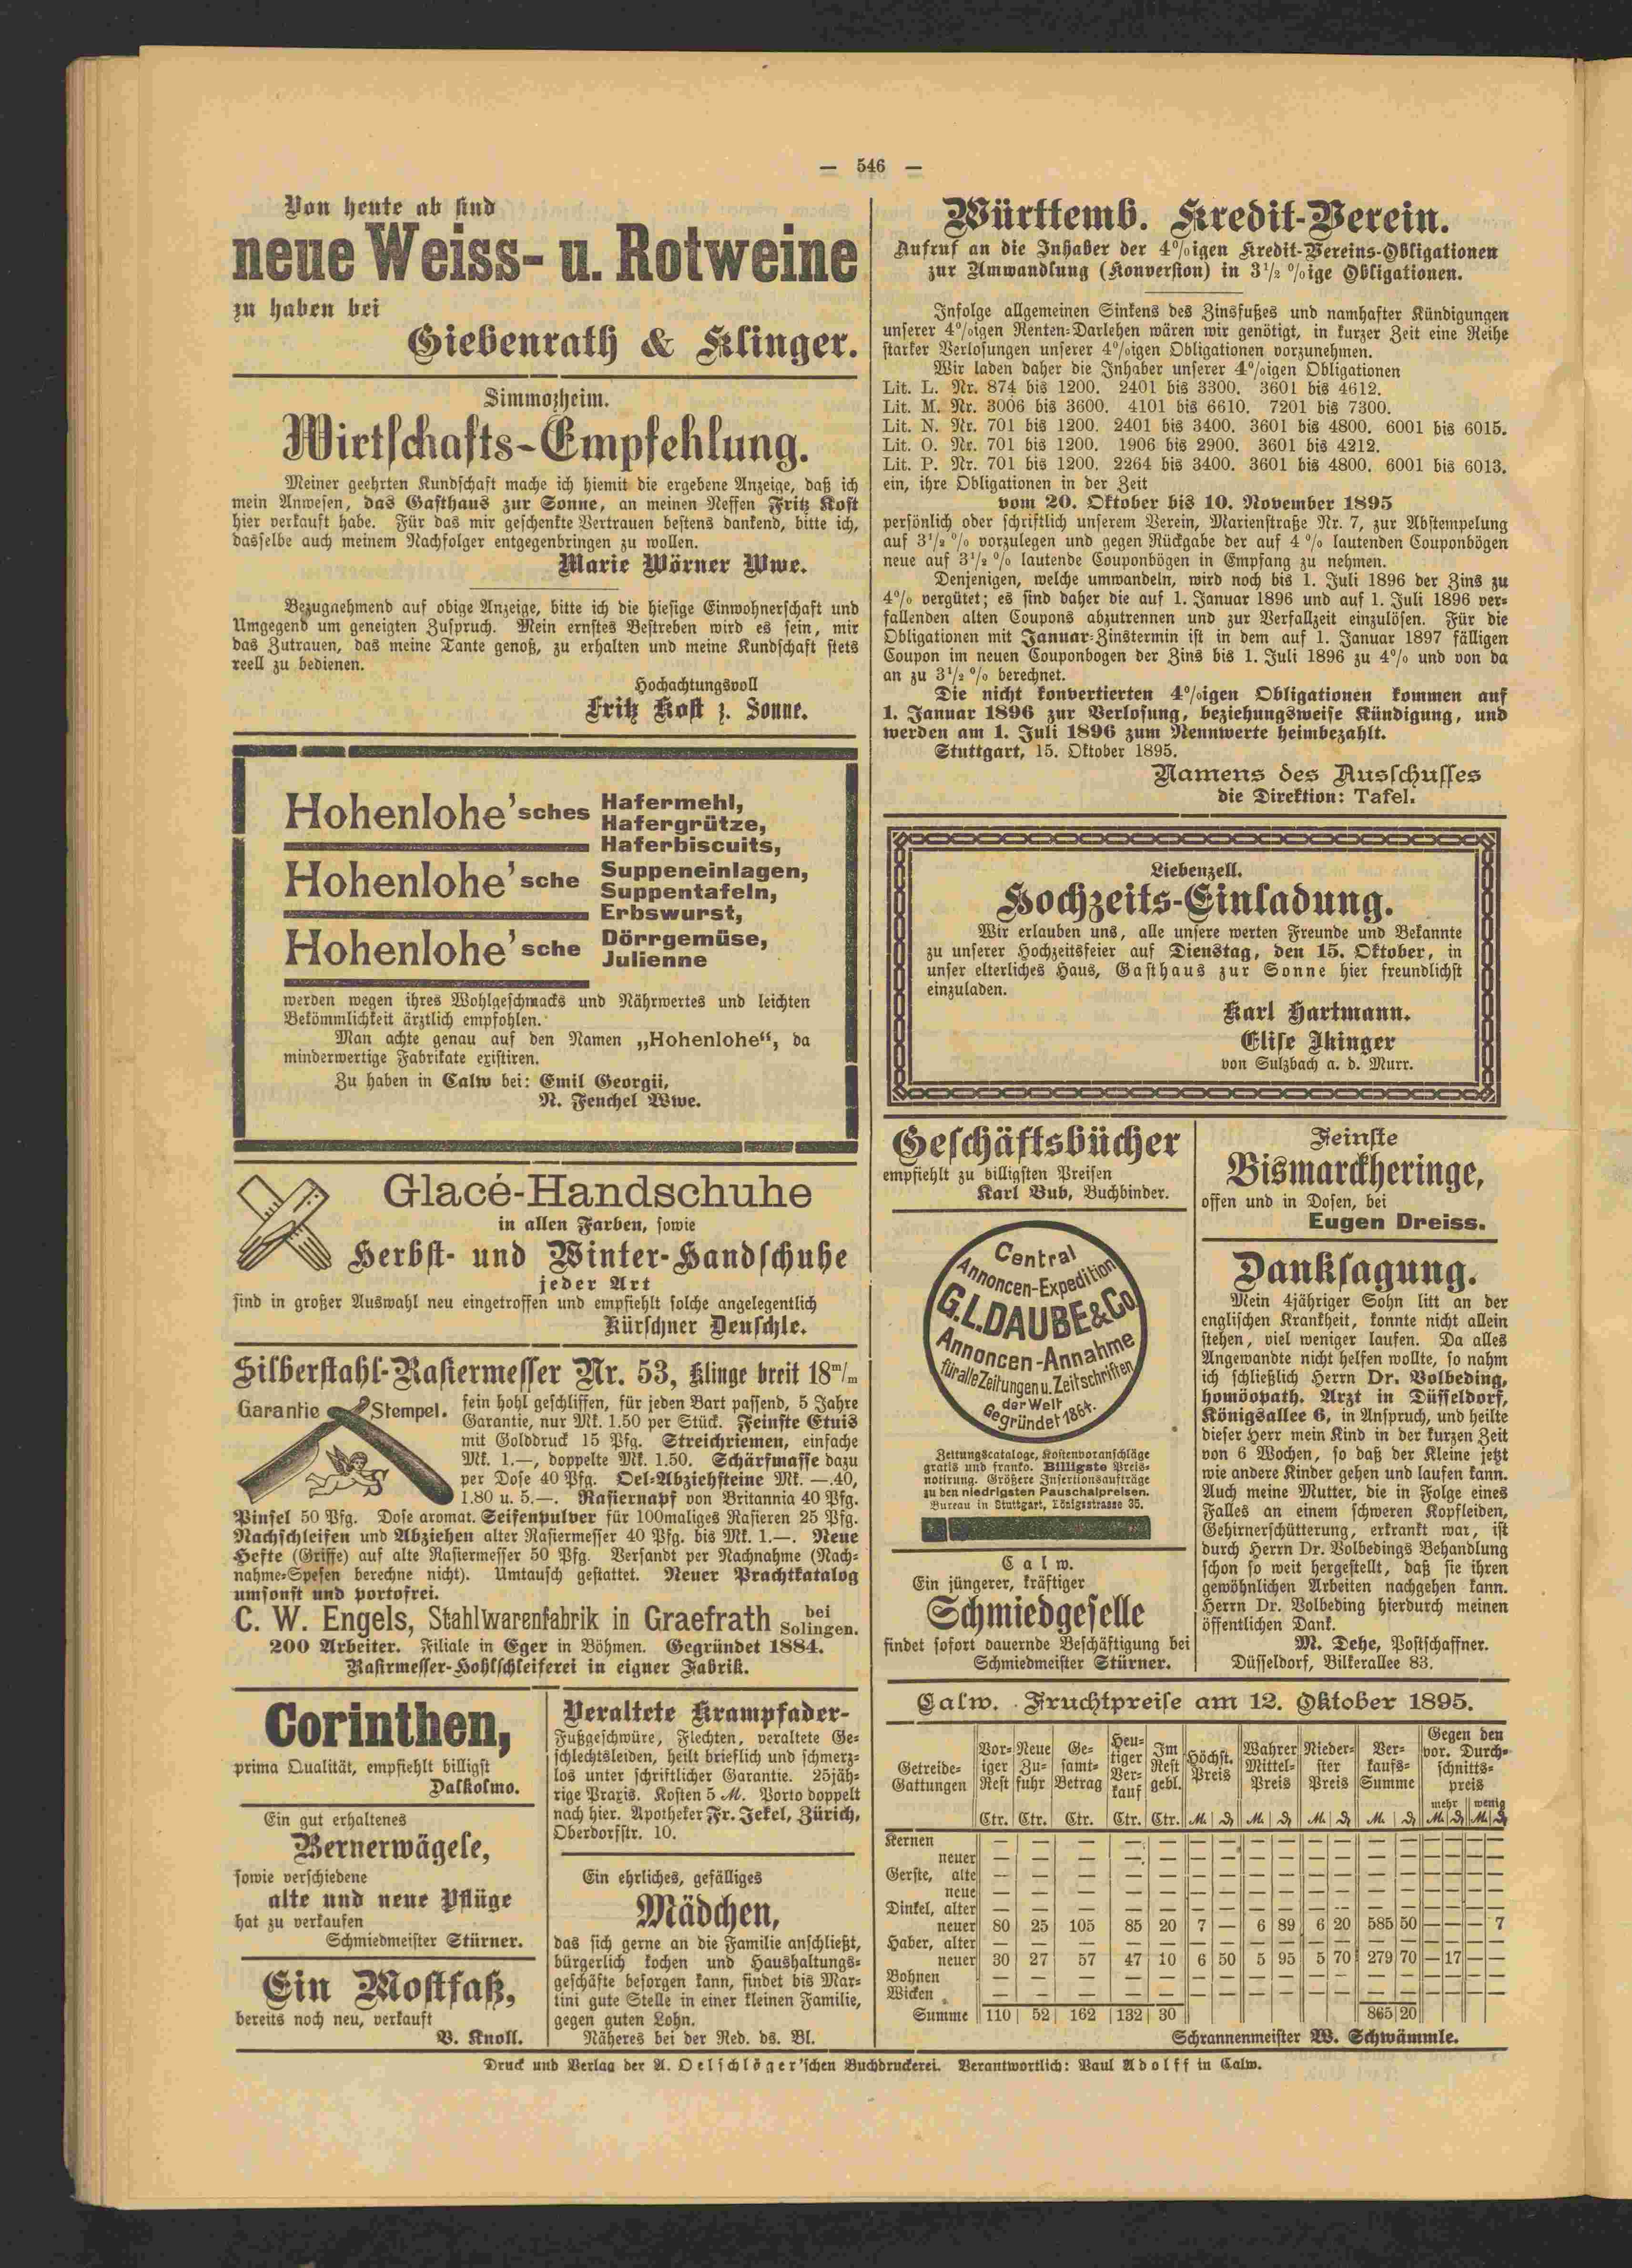 — 546 —
Von heute ab sind
neue Weiss- u. Rotweine
zu haben bei
Giebenrath & Klinger.
Simmozheim.
Wirtschafts-Empfehlung.
Meiner geehrten Kundschaft mache ich hiemit die ergebene Anzeige, daß ich
mein Anwesen, das Gasthaus zur Sonne, an meinen Neffen Fritz Kost
hier verkauft habe. Für das mir geschenkte Vertrauen bestens dankend, bitte ich,
dasselbe auch meinem Nachfolger entgegenbringen zu wollen.
Marie Wörner Wwe.
Bezugnehmend auf obige Anzeige, bitte ich die hiesige Einwohnerschaft und
Umgegend um geneigten Zuspruch. Mein ernstes Bestreben wird es sein, mir
das Zutrauen, das meine Tante genoß, zu erhalten und meine Kundschaft stets
reell zu bedienen.
Hochachtungsvoll
Fritz Kost z. Sonne.
Hohenlohe'sches Hafermehl,
Hafergrütze,
Haferbiscuits,
Hohenlohe'sche Suppeneinlagen,
Suppentafeln,
Erbswurst,
Hohenlohe'sche Dörrgemüse,
Julienne
werden wegen ihres Wohlgeschmacks und Nährwertes und leichten
Bekömmlichkeit ärztlich empfohlen.
Man achte genau auf den Namen „Hohenlohe“, da
minderwertige Fabrikate existiren.
Zu haben in Calw bei: Emil Georgii,
N. Fenchel Wwe.
Glacé-Handschuhe
in allen Farben, sowie
Herbst- und Winter-Handschuhe
jeder Art
sind in großer Auswahl neu eingetroffen und empfiehlt solche angelegentlich
Kürschner Deuschle.
Silberstahl-Rasiermesser Nr. 53, Klinge breit 18 m/m
Garantie Stempel.
fein hohl geschliffen, für jeden Bart passend, 5 Jahre
Garantie, nur Mk. 1.50 per Stück. Feinste Etuis
mit Golddruck 15 Pfg. Streichriemen, einfache
Mk. 1.—, doppelte Mk. 1.50. Schärfmasse dazu
per Dose 40 Pfg. Oel-Abziehsteine Mk. —.40,
1.80 u. 5.—. Rasiernapf von Britannia 40 Pfg.
Pinsel 50 Pfg. Dose aromat. Seifenpulver für 100maliges Rasieren 25 Pfg.
Nachschleifen und Abziehen alter Rasiermesser 40 Pfg. bis Mk. 1.—. Neue
Hefte (Griffe) auf alte Rasiermesser 50 Pfg. Versandt per Nachnahme (Nach-
nahme-Spesen berechne nicht). Umtausch gestattet. Neuer Prachtkatalog
umsonst und portofrei.
C. W. Engels, Stahlwarenfabrik in Graefrath bei Solingen.
200 Arbeiter. Filiale in Eger in Böhmen. Gegründet 1884.
Rasirmesser-Hohlschleiferei in eigner Fabrik.
Corinthen,
prima Qualität, empfiehlt billigst
Dalkolmo.
Ein gut erhaltenes
Bernerwägele,
sowie verschiedene
alte und neue Pflüge
hat zu verkaufen
Schmiedmeister Stürner.
Ein Mostfaß,
bereits noch neu, verkauft
B. Knoll.
Veraltete Krampfader-
Fußgeschwüre, Flechten, veraltete Ge-
schlechtsleiden, heilt brieflich und schmerz-
los unter schriftlicher Garantie. 25jäh-
rige Praxis. Kosten 5 M. Porto doppelt
nach hier. Apotheker Fr. Jekel, Zürich,
Oberdorfstr. 10.
Ein ehrliches, gefälliges
Mädchen,
das sich gerne an die Familie anschließt,
bürgerlich kochen und Haushaltungs-
geschäfte besorgen kann, findet bis Mar-
tini gute Stelle in einer kleinen Familie,
gegen guten Lohn.
Näheres bei der Red. ds. Bl.
Württemb. Kredit-Verein.
Aufruf an die Inhaber der 4%igen Kredit-Vereins-Obligationen
zur Umwandlung (Konversion) in 3½ %ige Obligationen.
Infolge allgemeinen Sinkens des Zinsfußes und namhafter Kündigungen
unserer 4%igen Renten-Darlehen wären wir genötigt, in kurzer Zeit eine Reihe
starker Verlosungen unserer 4%igen Obligationen vorzunehmen.
Wir laden daher die Inhaber unserer 4%igen Obligationen
Lit. L. Nr. 874 bis 1200. 2401 bis 3300. 3601 bis 4612.
Lit. M. Nr. 3006 bis 3600. 4101 bis 6610. 7201 bis 7300.
Lit. N. Nr. 701 bis 1200. 2401 bis 3400. 3601 bis 4800. 6001 bis 6015.
Lit. O. Nr. 701 bis 1200. 1906 bis 2900. 3601 bis 4212.
Lit. P. Nr. 701 bis 1200. 2264 bis 3400. 3601 bis 4800. 6001 bis 6013.
ein, ihre Obligationen in der Zeit
vom 20. Oktober bis 10. November 1895
persönlich oder schriftlich unserem Verein, Marienstraße Nr. 7, zur Abstempelung
auf 3½ % vorzulegen und gegen Rückgabe der auf 4 % lautenden Couponbögen
neue auf 3½ % lautende Couponbögen in Empfang zu nehmen.
Denjenigen, welche umwandeln, wird noch bis 1. Juli 1896 der Zins zu
4% vergütet; es sind daher die auf 1. Januar 1896 und auf 1. Juli 1896 ver-
fallenden alten Coupons abzutrennen und zur Verfallzeit einzulösen. Für die
Obligationen mit Januar-Zinstermin ist in dem auf 1. Januar 1897 fälligen
Coupon im neuen Couponbogen der Zins bis 1. Juli 1896 zu 4% und von da
an zu 3½ % berechnet.
Die nicht konvertierten 4%igen Obligationen kommen auf
1. Januar 1896 zur Verlosung, beziehungsweise Kündigung, und
werden am 1. Juli 1896 zum Nennwerte heimbezahlt.
Stuttgart, 15. Oktober 1895.
Namens des Ausschusses
die Direktion: Tafel.
Liebenzell.
Hochzeits-Einladung.
Wir erlauben uns, alle unsere werten Freunde und Bekannte
zu unserer Hochzeitsfeier auf Dienstag, den 15. Oktober, in
unser elterliches Haus, Gasthaus zur Sonne hier freundlichst
einzuladen.
Karl Hartmann.
Elise Ihinger
von Sulzbach a. d. Murr.
Geschäftsbücher
empfiehlt zu billigsten Preisen
Karl Bub, Buchbinder.
Central
Annoncen-Expedition
G.L. DAUBE & Co
Annoncen-Annahme
für alle Zeitungen u. Zeitschriften
der Welt
Gegründet 1864.
Zeitungscataloge, Kostenvoranschläge
gratis und franko. Billigste Preis-
notirung. Größere Insertionsaufträge
zu den niedrigsten Pauschalpreisen.
Bureau in Stuttgart, Königsstrasse 35.
Calw.
Ein jüngerer, kräftiger
Schmiedgeselle
findet sofort dauernde Beschäftigung bei
Schmiedmeister Stürner.
Feinste
Bismarckheringe,
offen und in Dosen, bei
Eugen Dreiss.
Danksagung.
Mein 4jähriger Sohn litt an der
englischen Krankheit, konnte nicht allein
stehen, viel weniger laufen. Da alles
Angewandte nicht helfen wollte, so nahm
ich schließlich Herrn Dr. Volbeding,
homöopath. Arzt in Düsseldorf,
Königsallee 6, in Anspruch, und heilte
dieser Herr mein Kind in der kurzen Zeit
von 6 Wochen, so daß der Kleine jetzt
wie andere Kinder gehen und laufen kann.
Auch meine Mutter, die in Folge eines
Falles an einem schweren Kopfleiden,
Gehirnerschütterung, erkrankt war, ist
durch Herrn Dr. Volbedings Behandlung
schon so weit hergestellt, daß sie ihren
gewöhnlichen Arbeiten nachgehen kann.
Herrn Dr. Volbeding hierdurch meinen
öffentlichen Dank.
M. Dehe, Postschaffner.
Düsseldorf, Bilkerallee 83.
Calw. Fruchtpreise am 12. Oktober 1895.
Getreide-Gattungen | Voriger Rest | Neue Zufuhr | Gesamt-Betrag | Heutiger Verkauf | Im Rest gebl. | Höchst. Preis | Wahrer Mittel-Preis | Niederster Preis | Verkaufs-Summe | Gegen den vor. Durchschnittspreis mehr | wenig
Ctr. | Ctr. | Ctr. | Ctr. | Ctr. | M. ₰ | M. ₰ | M. ₰ | M. ₰ | M. ₰ | M. ₰
Kernen — — — — — — — — — — — — — — — — —
neuer — — — — — — — — — — — — — — — — —
Gerste, alte — — — — — — — — — — — — — — — — —
neue — — — — — — — — — — — — — — — — —
Dinkel, alter — — — — — — — — — — — — — — — — —
neuer 80 25 105 85 20 7 — 6 89 6 20 585 50 — — — 7
Haber, alter — — — — — — — — — — — — — — — — —
neuer 30 27 57 47 10 6 50 5 95 5 70 279 70 — 17 — —
Bohnen — — — — — — — — — — — — — — — — —
Wicken — — — — — — — — — — — — — — — — —
Summe 110 52 162 132 30 865 20
Schrannenmeister W. Schwämmle.
Druck und Verlag der A. Oelschläger'schen Buchdruckerei. Verantwortlich: Paul Adolff in Calw.